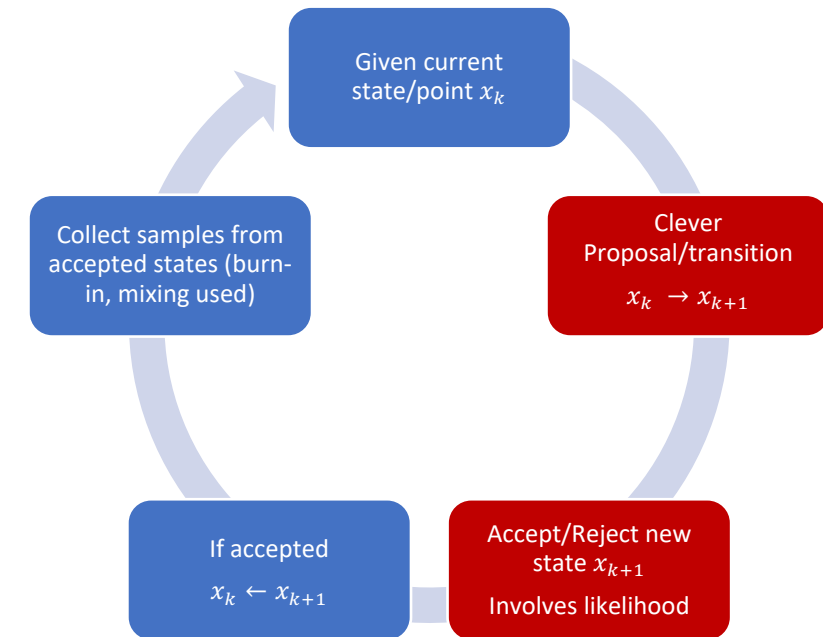 Given current
state/point x_k
Clever
Proposal/transition
x_k → x_{k+1}
Accept/Reject new
state x_{k+1}
Involves likelihood
If accepted
x_k ← x_{k+1}
Collect samples from
accepted states (burn-
in, mixing used)